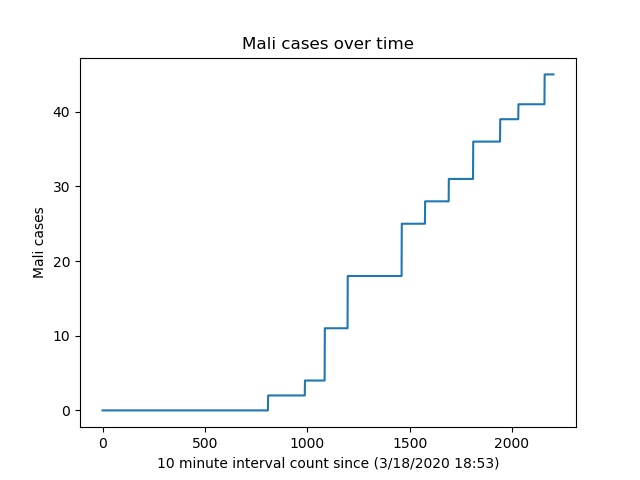 Mali cases over time
40
30
20
10
0
Mali cases
0 500 1000 1500 2000
10 minute interval count since (3/18/2020 18:53)